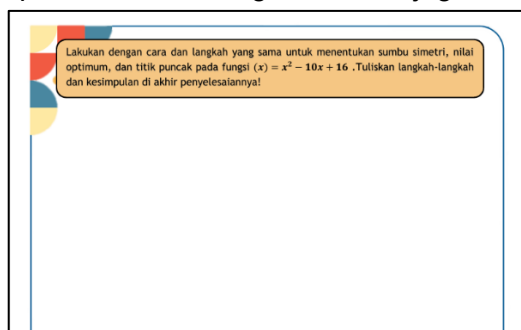 Lakukan dengan cara dan langkah yang sama untuk menentukan sumbu simetri, nilai
optimum, dan titik puncak pada fungsi (x) = x² − 10x + 16 .Tuliskan langkah-langkah
dan kesimpulan di akhir penyelesaiannya!